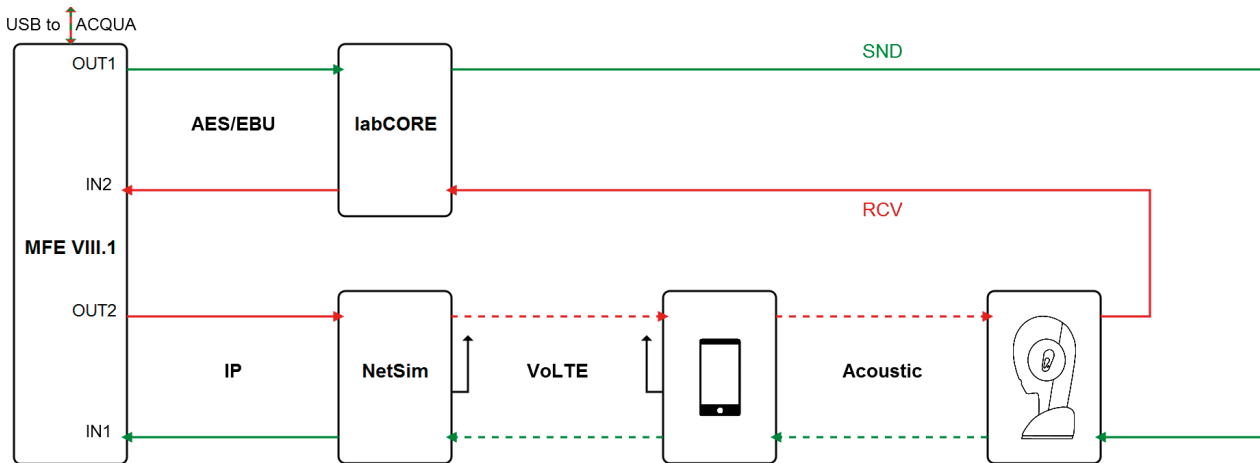 USB to ACQUA
OUT1
SND
AES/EBU
labCORE
IN2
RCV
MFE VIII.1
OUT2
IP
NetSim
VoLTE
Acoustic
IN1